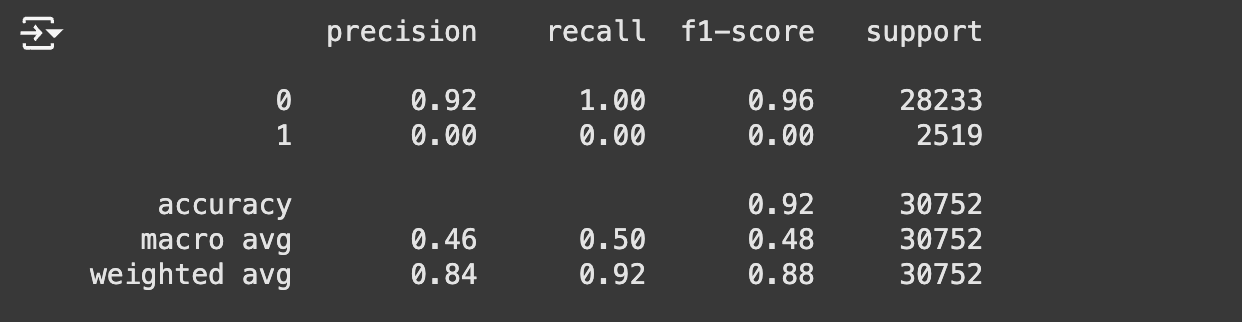 precision recall f1-score support
0 0.92 1.00 0.96 28233
1 0.00 0.00 0.00 2519
accuracy 0.92 30752
macro avg 0.46 0.50 0.48 30752
weighted avg 0.84 0.92 0.88 30752